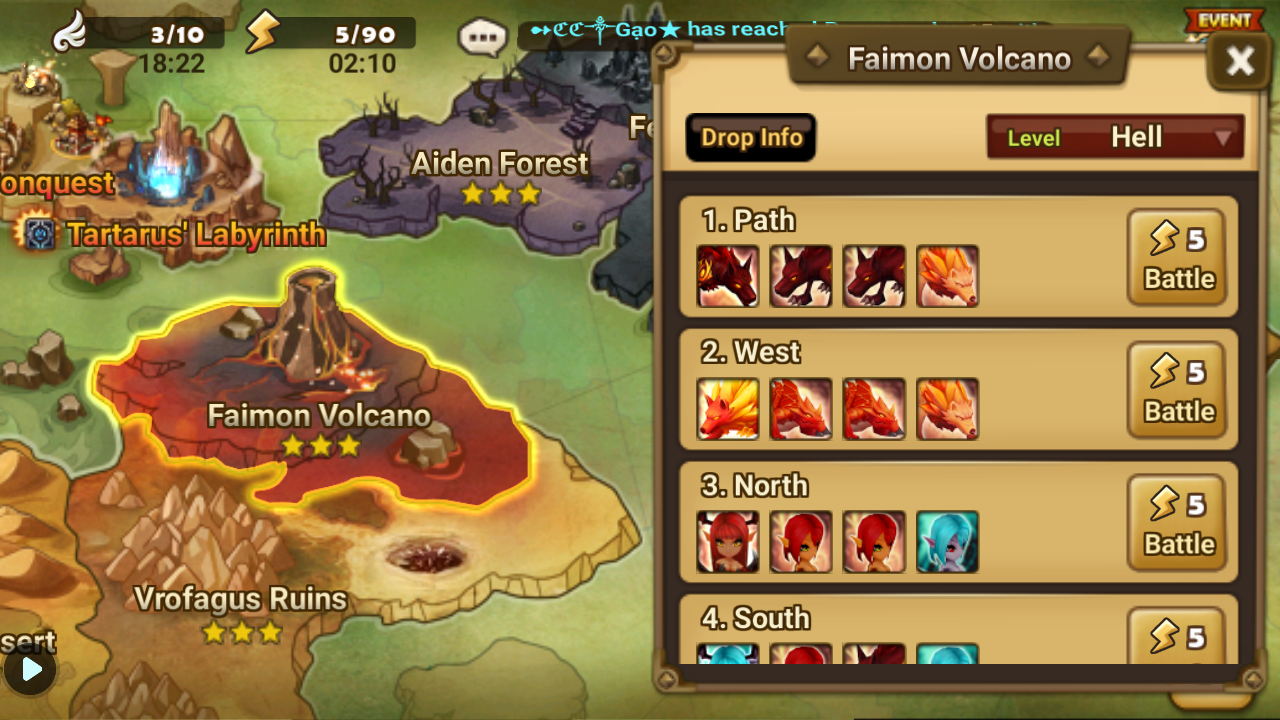 3/10
18:22
5/90
02:10
Gạo★ has reach
EVENT
Faimon Volcano
Drop Info
Level Hell
Aiden Forest
onquest
Tartarus' Labyrinth
Faimon Volcano
Vrofagus Ruins
sert
1. Path
5
Battle
2. West
5
Battle
3. North
5
Battle
4. South
5